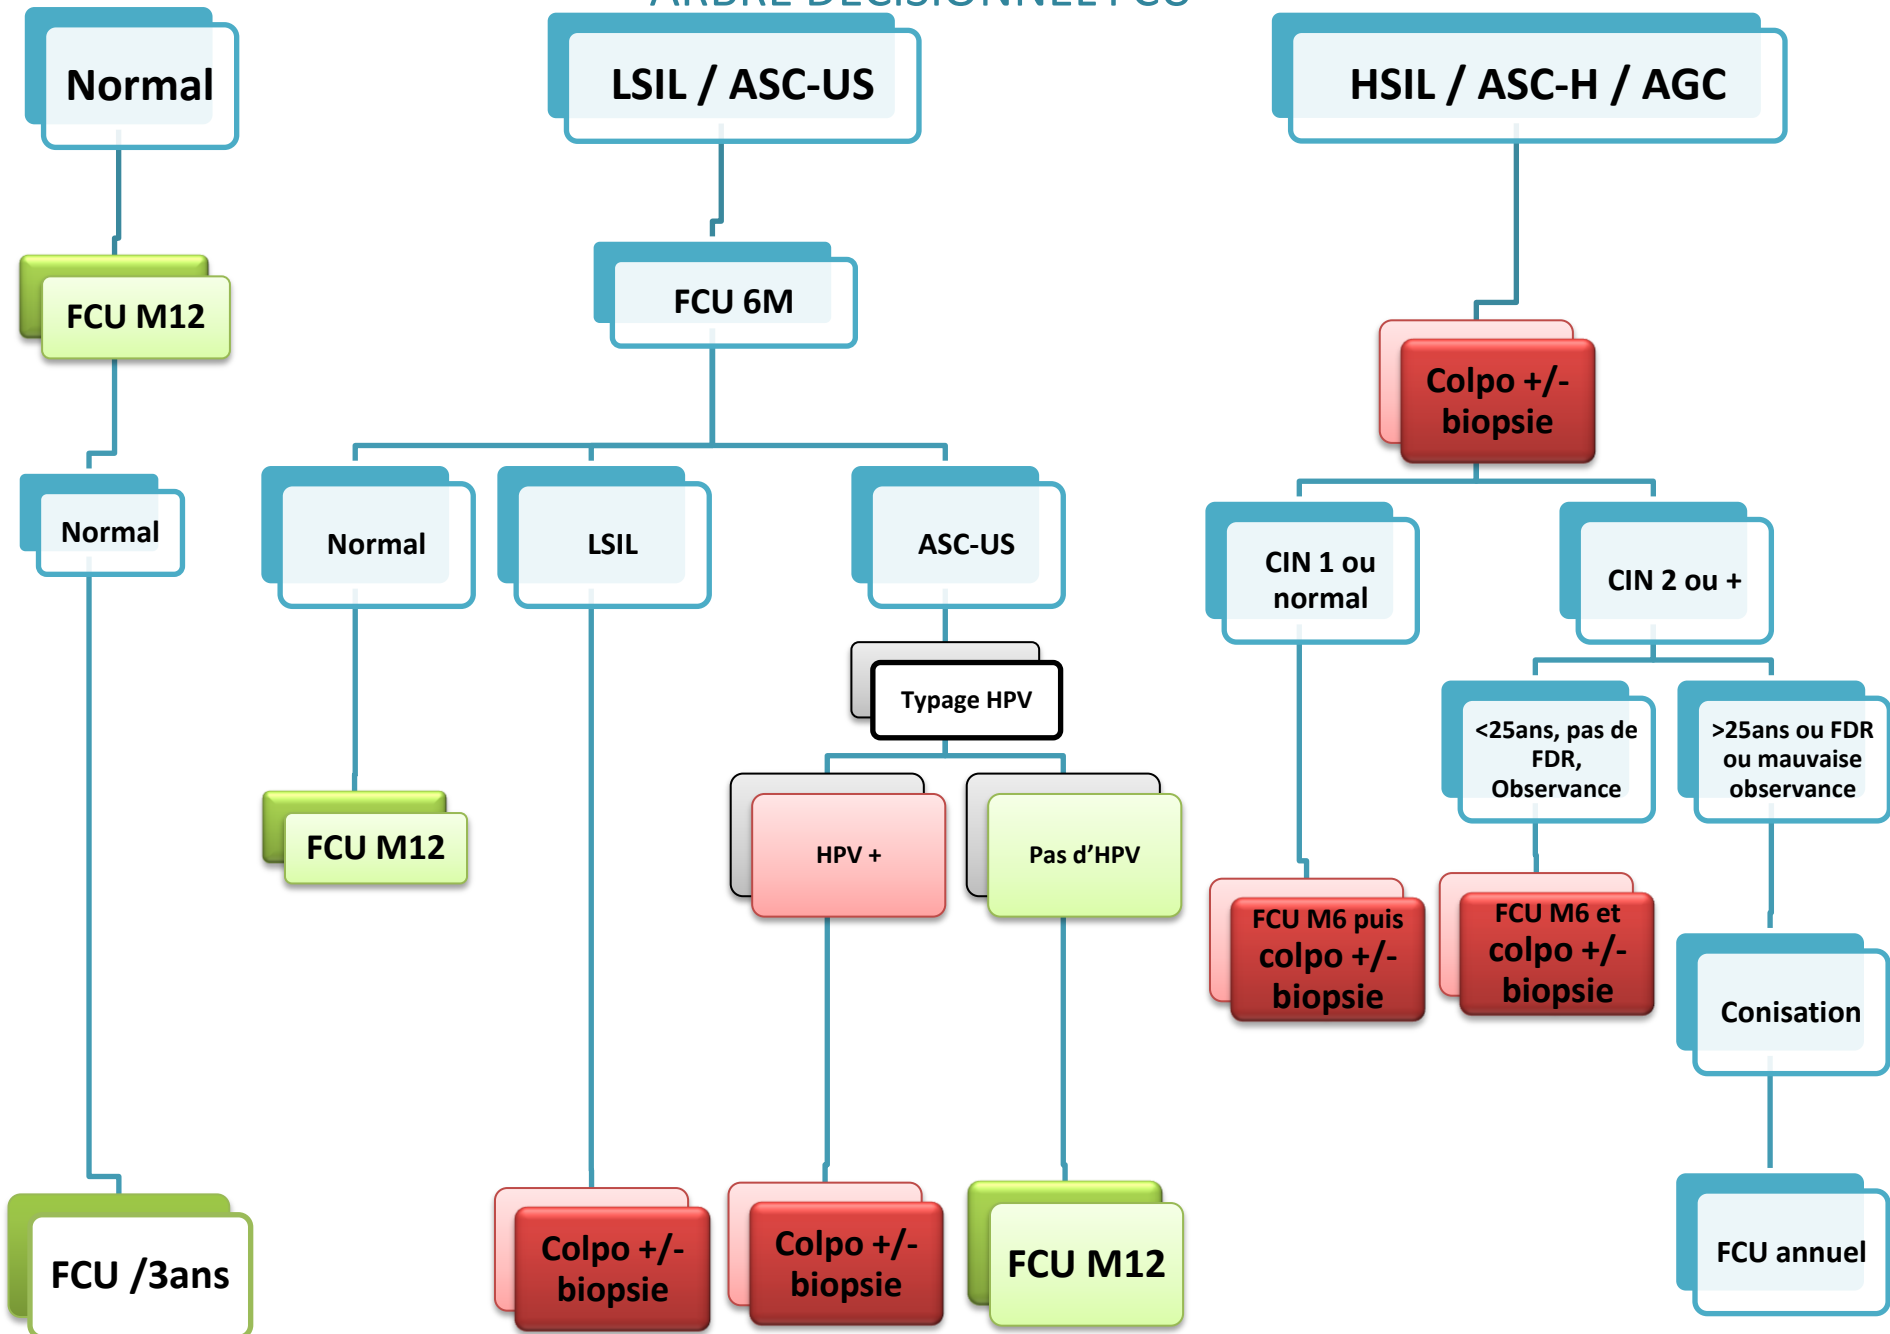 ARBRE DECISIONNEL FCU
Normal
LSIL / ASC-US
HSIL / ASC-H / AGC
FCU M12
FCU 6M
Colpo +/-
biopsie
Normal
Normal
LSIL
ASC-US
CIN 1 ou
normal
CIN 2 ou +
Typage HPV
<25ans, pas de
FDR,
Observance
>25ans ou FDR
ou mauvaise
observance
FCU M12
HPV +
Pas d'HPV
FCU M6 puis
colpo +/-
biopsie
FCU M6 et
colpo +/-
biopsie
Conisation
FCU /3ans
Colpo +/-
biopsie
Colpo +/-
biopsie
FCU M12
FCU annuel